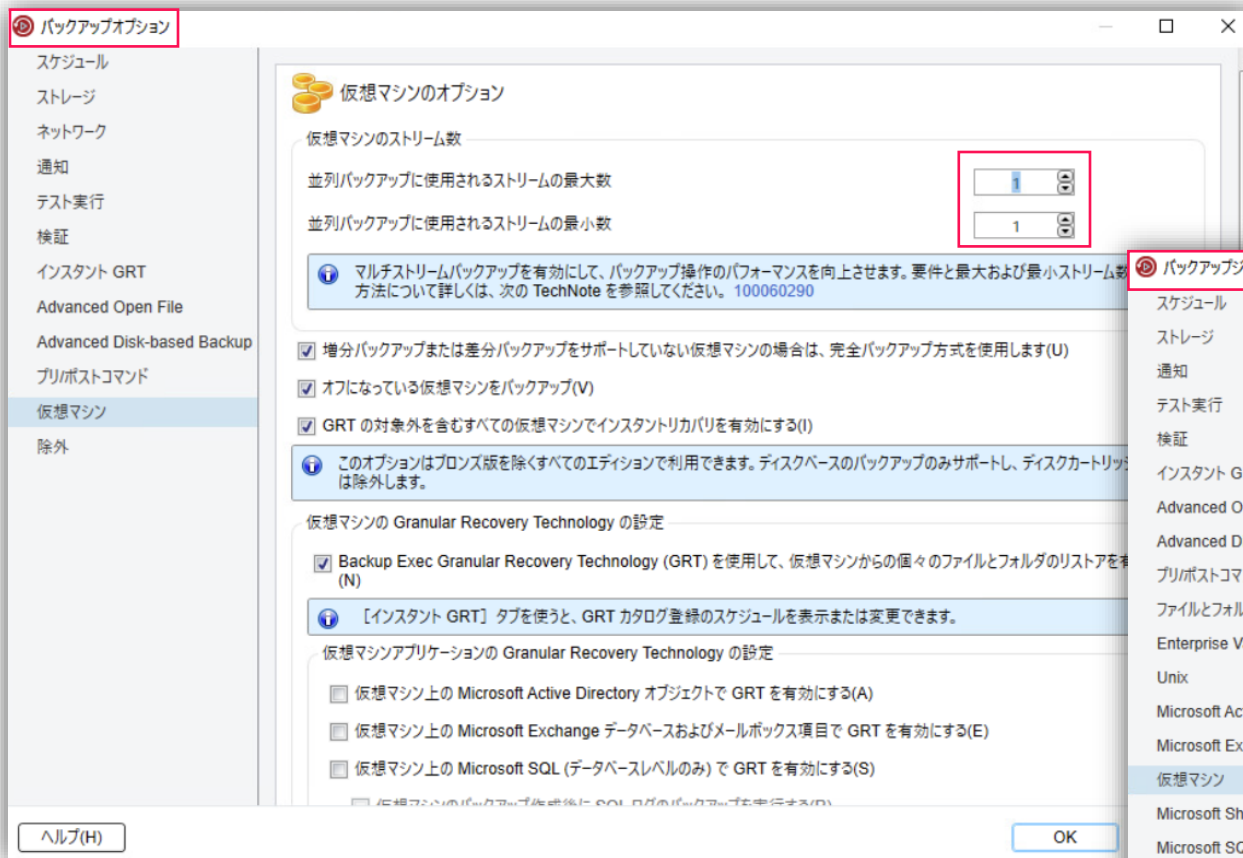 バックアップオプション
スケジュール
ストレージ
ネットワーク
通知
テスト実行
検証
インスタント GRT
Advanced Open File
Advanced Disk-based Backup
プリ/ポストコマンド
仮想マシン
除外
仮想マシンのオプション
仮想マシンのストリーム数
並列バックアップに使用されるストリームの最大数 1
並列バックアップに使用されるストリームの最小数 1
マルチストリームバックアップを有効にして、バックアップ操作のパフォーマンスを向上させます。要件と最大および最小ストリーム数
方法について詳しくは、次の TechNote を参照してください。 100060290
増分バックアップまたは差分バックアップをサポートしていない仮想マシンの場合は、完全バックアップ方式を使用します(U)
オフになっている仮想マシンをバックアップ(V)
GRT の対象外を含むすべての仮想マシンでインスタントリカバリを有効にする(I)
このオプションはブロンズ版を除くすべてのエディションで利用できます。ディスクベースのバックアップのみサポートし、ディスクカートリッジ
は除外します。
仮想マシンの Granular Recovery Technology の設定
Backup Exec Granular Recovery Technology (GRT) を使用して、仮想マシンからの個々のファイルとフォルダのリストアを有
(N)
［インスタント GRT］タブを使うと、GRT カタログ登録のスケジュールを表示または変更できます。
仮想マシンアプリケーションの Granular Recovery Technology の設定
仮想マシン上の Microsoft Active Directory オブジェクトで GRT を有効にする(A)
仮想マシン上の Microsoft Exchange データベースおよびメールボックス項目で GRT を有効にする(E)
仮想マシン上の Microsoft SQL (データベースレベルのみ) で GRT を有効にする(S)
仮想マシンのバックアップ作成後に SQL ログのバックアップを実行する(B)
ヘルプ(H)
OK
バックアップジ
スケジュール
ストレージ
通知
テスト実行
検証
インスタント G
Advanced O
Advanced D
プリ/ポストコマ
ファイルとフォル
Enterprise V
Unix
Microsoft Ac
Microsoft Ex
仮想マシン
Microsoft Sh
Microsoft SQ